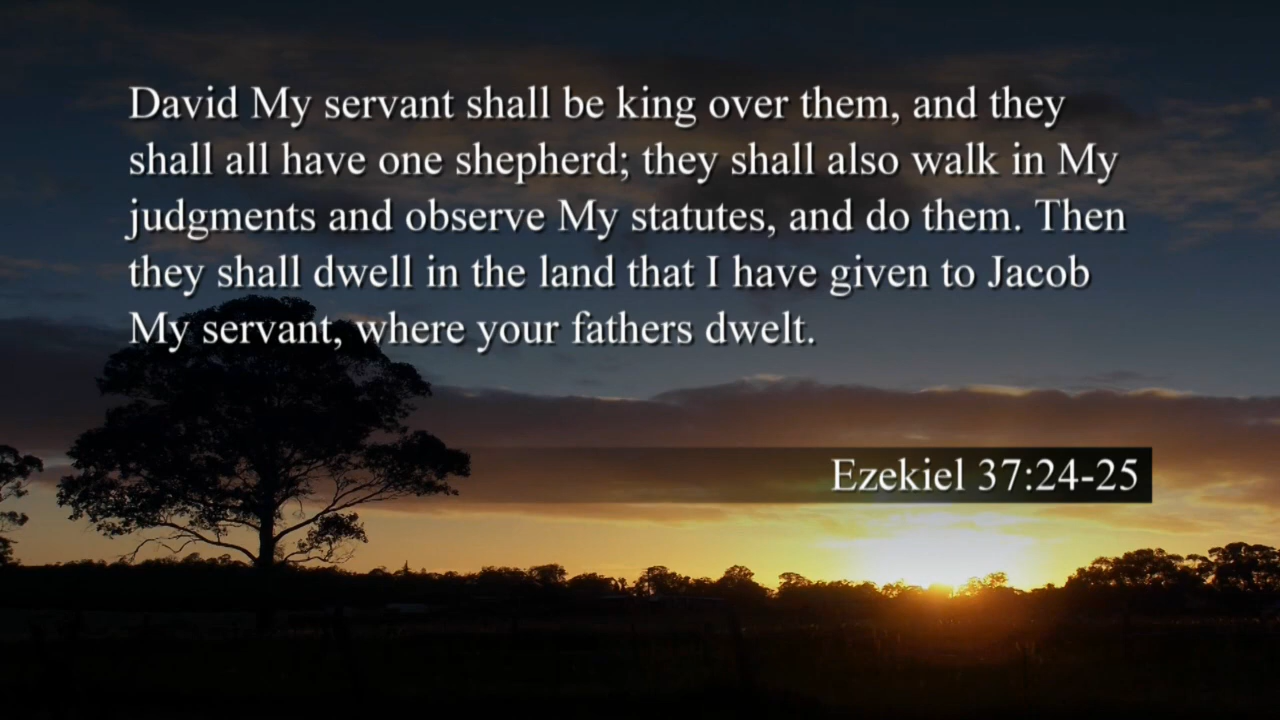 David My servant shall be king over them, and they
shall all have one shepherd; they shall also walk in My
judgments and observe My statutes, and do them. Then
they shall dwell in the land that I have given to Jacob
My servant, where your fathers dwelt.
Ezekiel 37:24-25